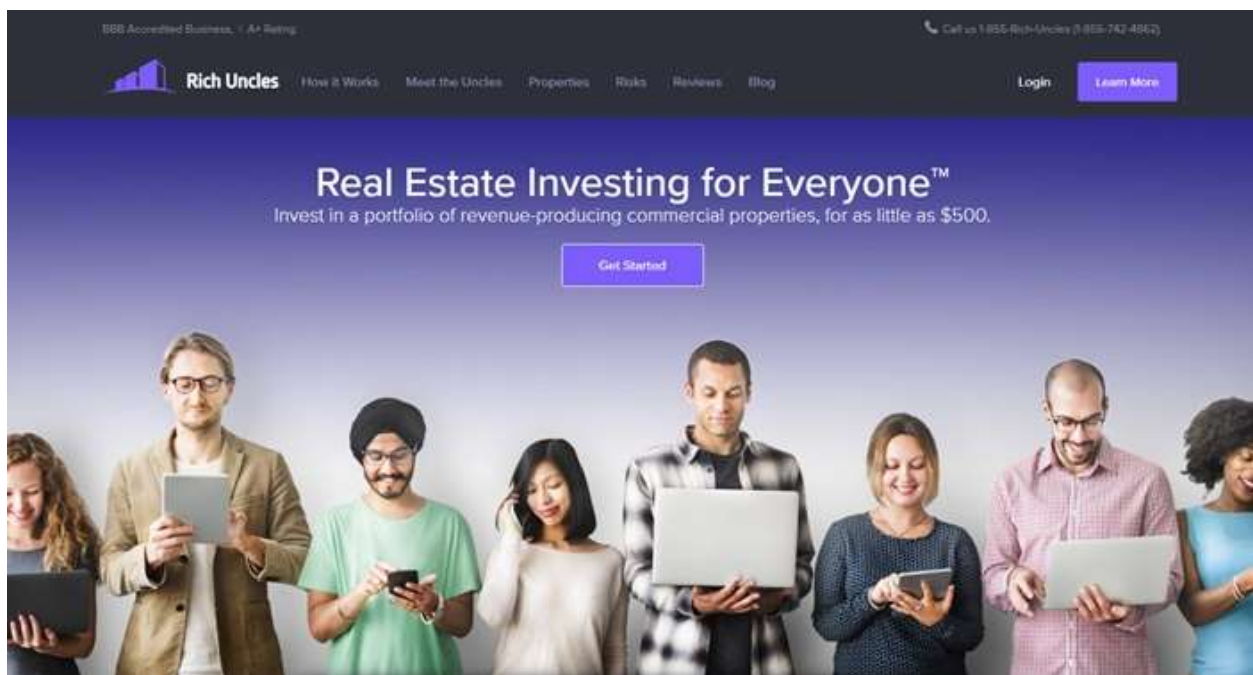 BBB Accredited Business, A+ Rating
Call us 1-855-Rich-Uncles (1-855-742-4862)
Rich Uncles How it Works Meet the Uncles Properties Risks Reviews Blog Login Learn More
Real Estate Investing for Everyone™
Invest in a portfolio of revenue-producing commercial properties, for as little as $500.
Get Started